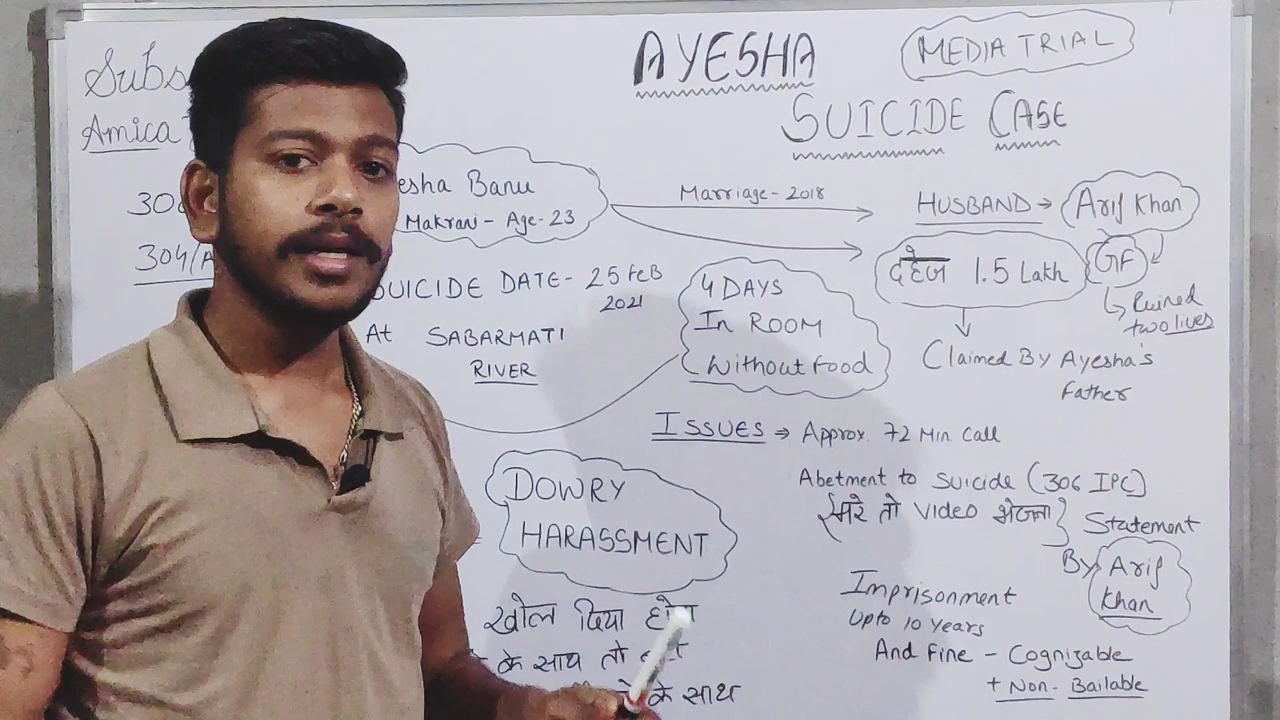 Subs
AYESHA
MEDIA TRIAL
Amica
SUICIDE CASE
esha Banu
Makrani - Age - 23
Marriage - 2018
HUSBAND → Arif Khan
306
304/A
दहेज 1.5 Lakh
GF
Ruined
two lives
SUICIDE DATE - 25 FeB
2021
At SABARMATI
RIVER
4 DAYS
In ROOM
Without food
Claimed By Ayesha's
Father
ISSUES ⇒ Approx. 72 Min. Call
Abetment to Suicide (306 IPC)
तो Video भेजना
Statement
By Arif
Khan
DOWRY
HARASSMENT
Imprisonment
Upto 10 Years
And fine - Cognizable
+ Non-Bailable
खोल दिया
के साथ तो
के साथ